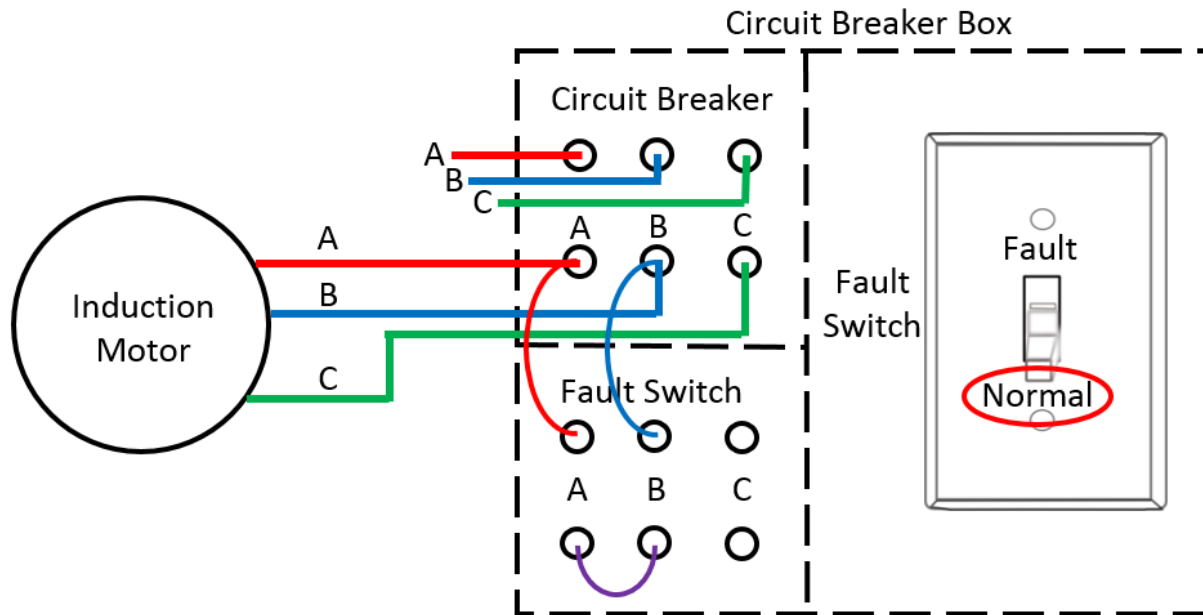 Circuit Breaker Box
Circuit Breaker
A
B
C
A B C
A
B
C
Induction
Motor
Fault Switch
A B C
Fault
Switch
Fault
Normal